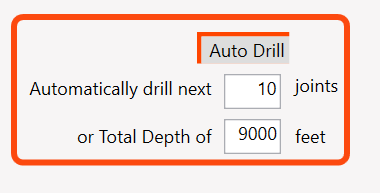 Auto Drill
Automatically drill next 10 joints
or Total Depth of 9000 feet